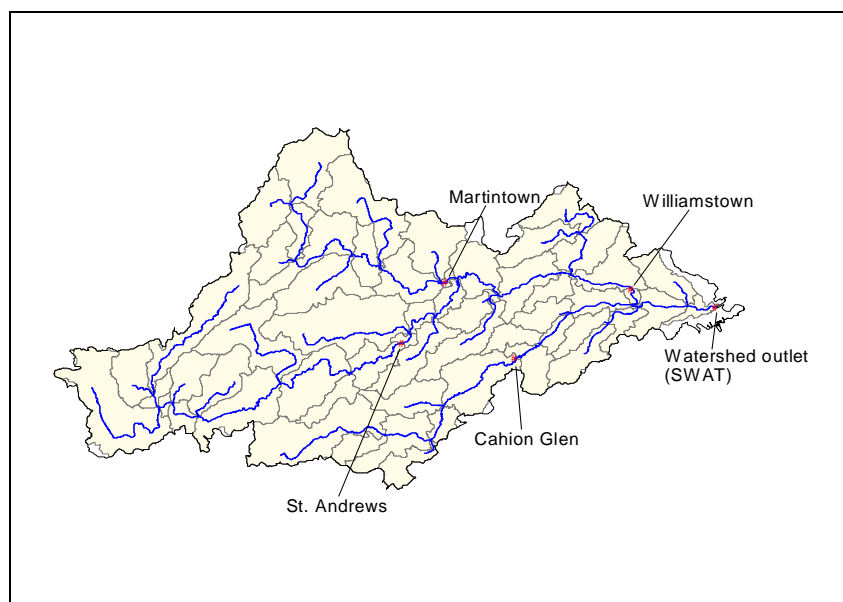 Martintown
Williamstown
Watershed outlet
(SWAT)
Cahion Glen
St. Andrews